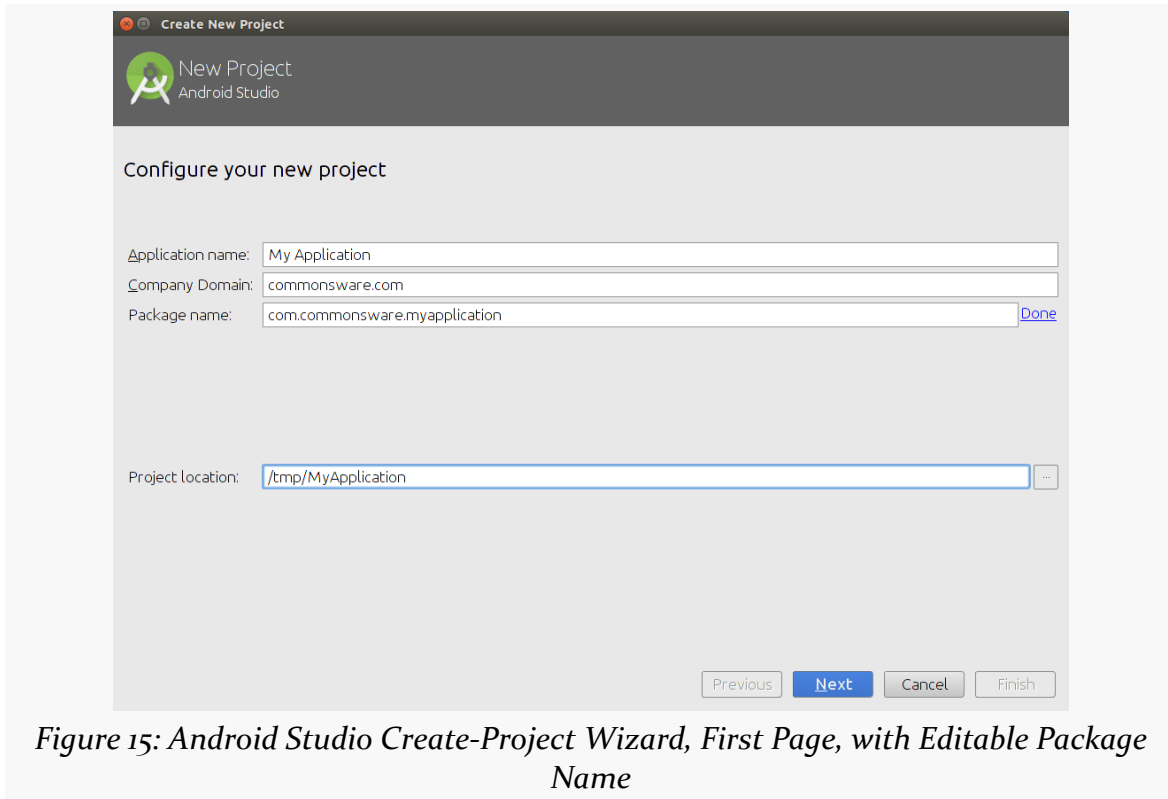 Create New Project
New Project
Android Studio
Configure your new project
Application name: My Application
Company Domain: commonsware.com
Package name: com.commonsware.myapplication Done
Project location: /tmp/MyApplication ...
Previous Next Cancel Finish
Figure 15: Android Studio Create-Project Wizard, First Page, with Editable Package
Name